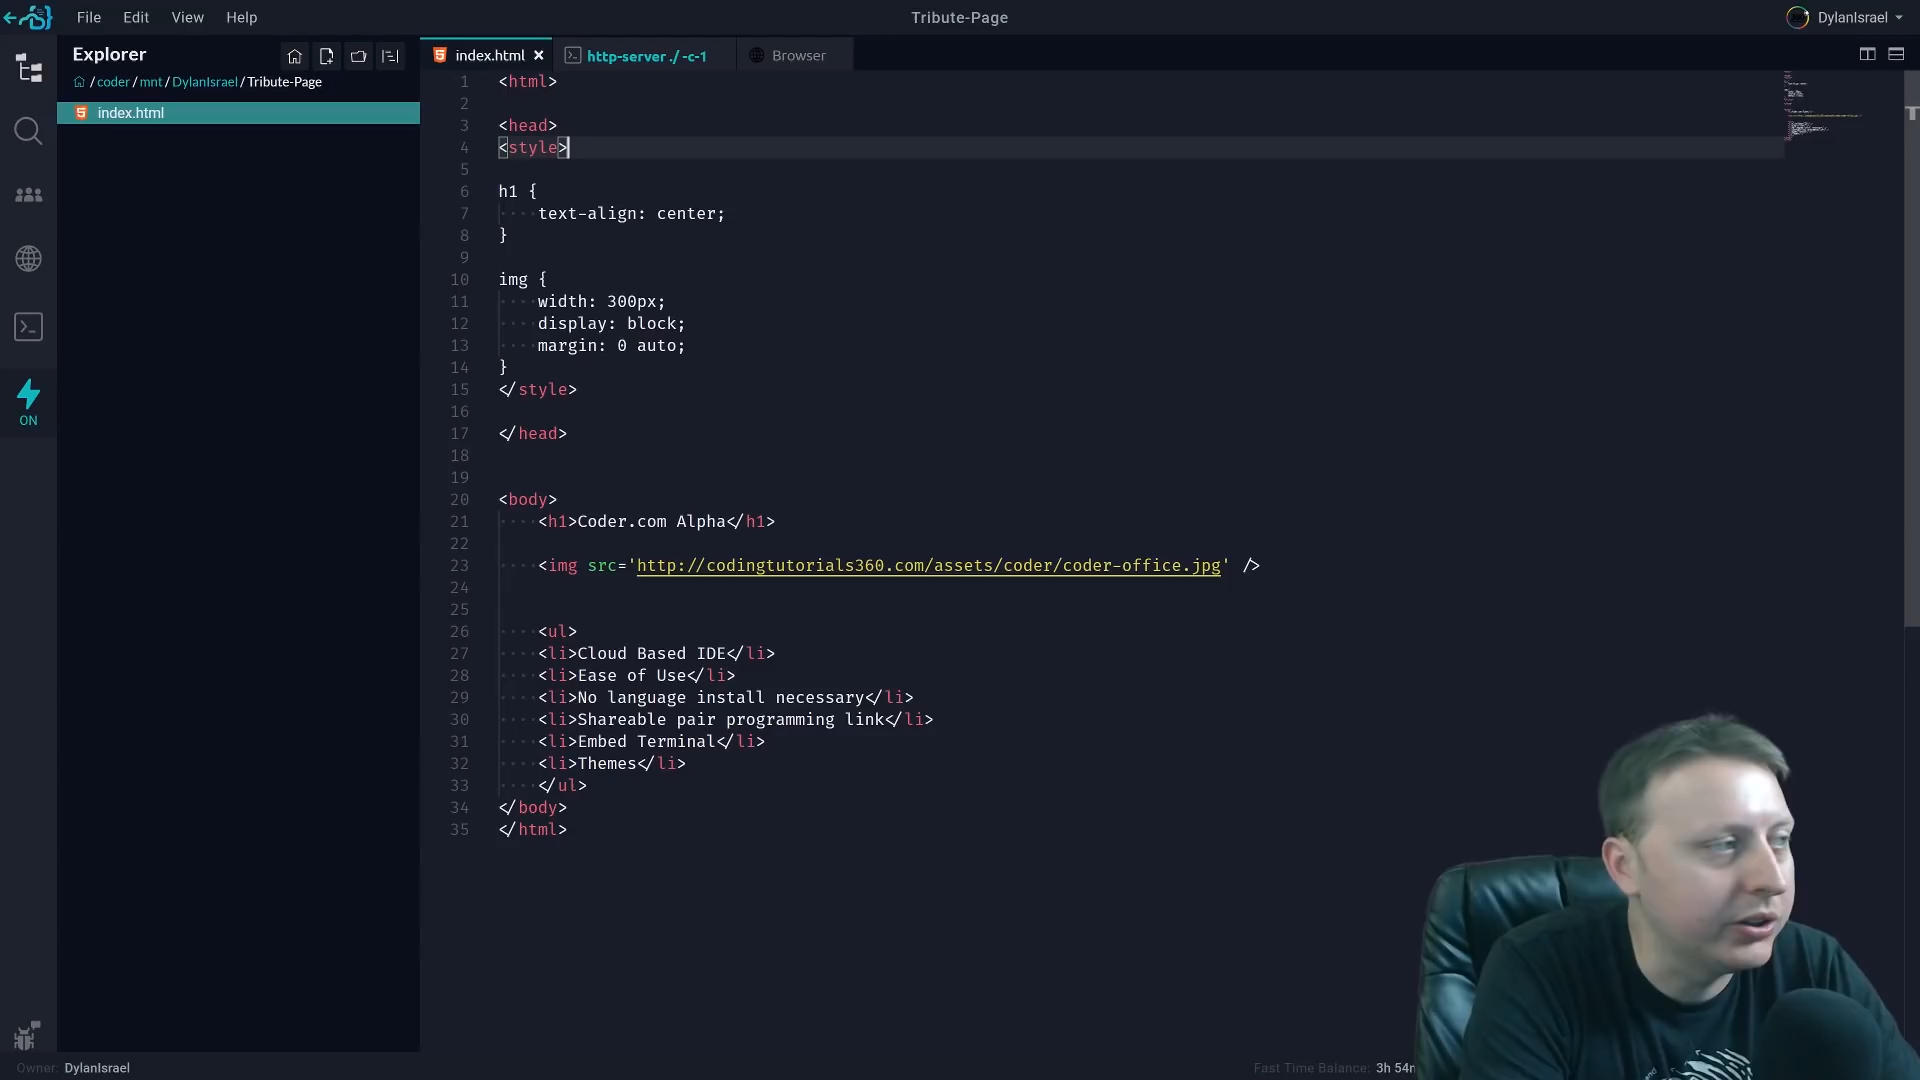 File Edit View Help
Tribute-Page
DylanIsrael
Explorer
/ coder / mnt / DylanIsrael / Tribute-Page
index.html
ON
index.html
http-server ./ -c-1
Browser
1 <html>
2
3 <head>
4 <style>
5
6 h1 {
7 text-align: center;
8 }
9
10 img {
11 width: 300px;
12 display: block;
13 margin: 0 auto;
14 }
15 </style>
16
17 </head>
18
19
20 <body>
21 <h1>Coder.com Alpha</h1>
22
23 <img src='http://codingtutorials360.com/assets/coder/coder-office.jpg' />
24
25
26 <ul>
27 <li>Cloud Based IDE</li>
28 <li>Ease of Use</li>
29 <li>No language install necessary</li>
30 <li>Shareable pair programming link</li>
31 <li>Embed Terminal</li>
32 <li>Themes</li>
33 </ul>
34 </body>
35 </html>
Owner: DylanIsrael
Fast Time Balance: 3h 54m